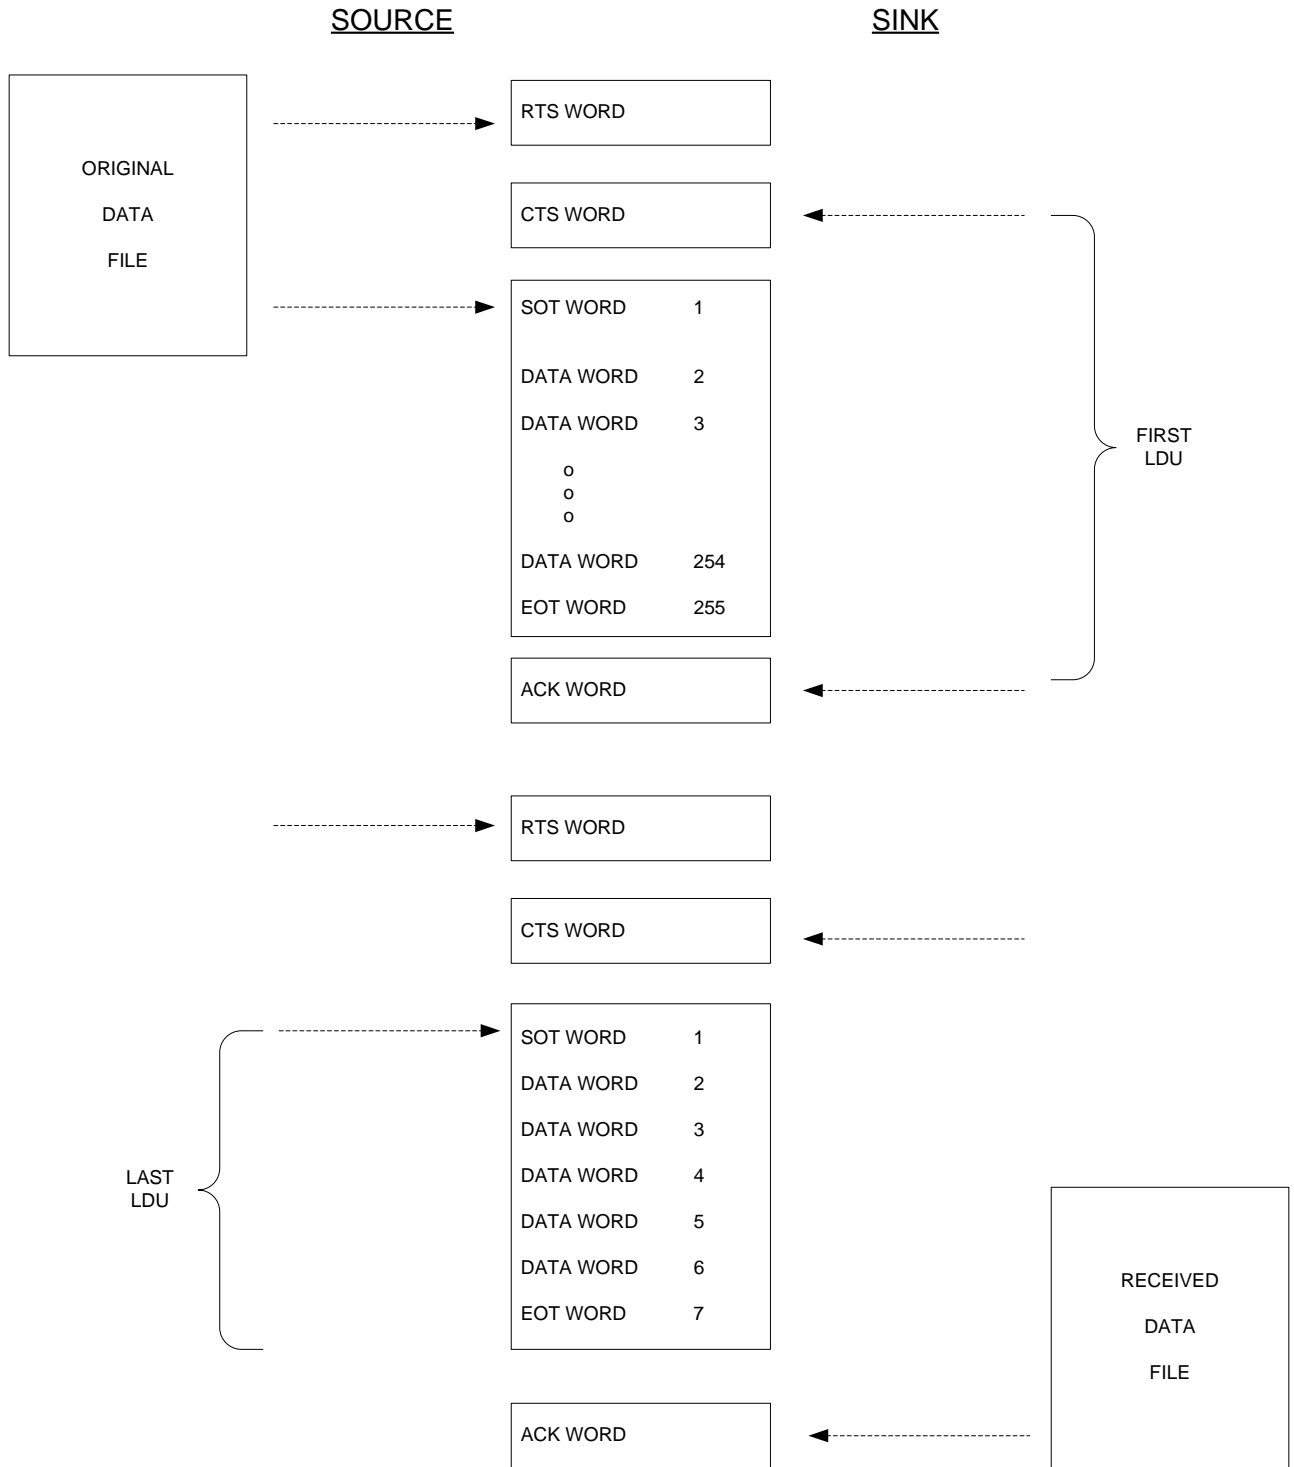 SOURCE
SINK
ORIGINAL
DATA
FILE
RTS WORD
CTS WORD
SOT WORD 1
DATA WORD 2
DATA WORD 3
o
o
o
DATA WORD 254
EOT WORD 255
FIRST
LDU
ACK WORD
RTS WORD
CTS WORD
LAST
LDU
SOT WORD 1
DATA WORD 2
DATA WORD 3
DATA WORD 4
DATA WORD 5
DATA WORD 6
EOT WORD 7
RECEIVED
DATA
FILE
ACK WORD